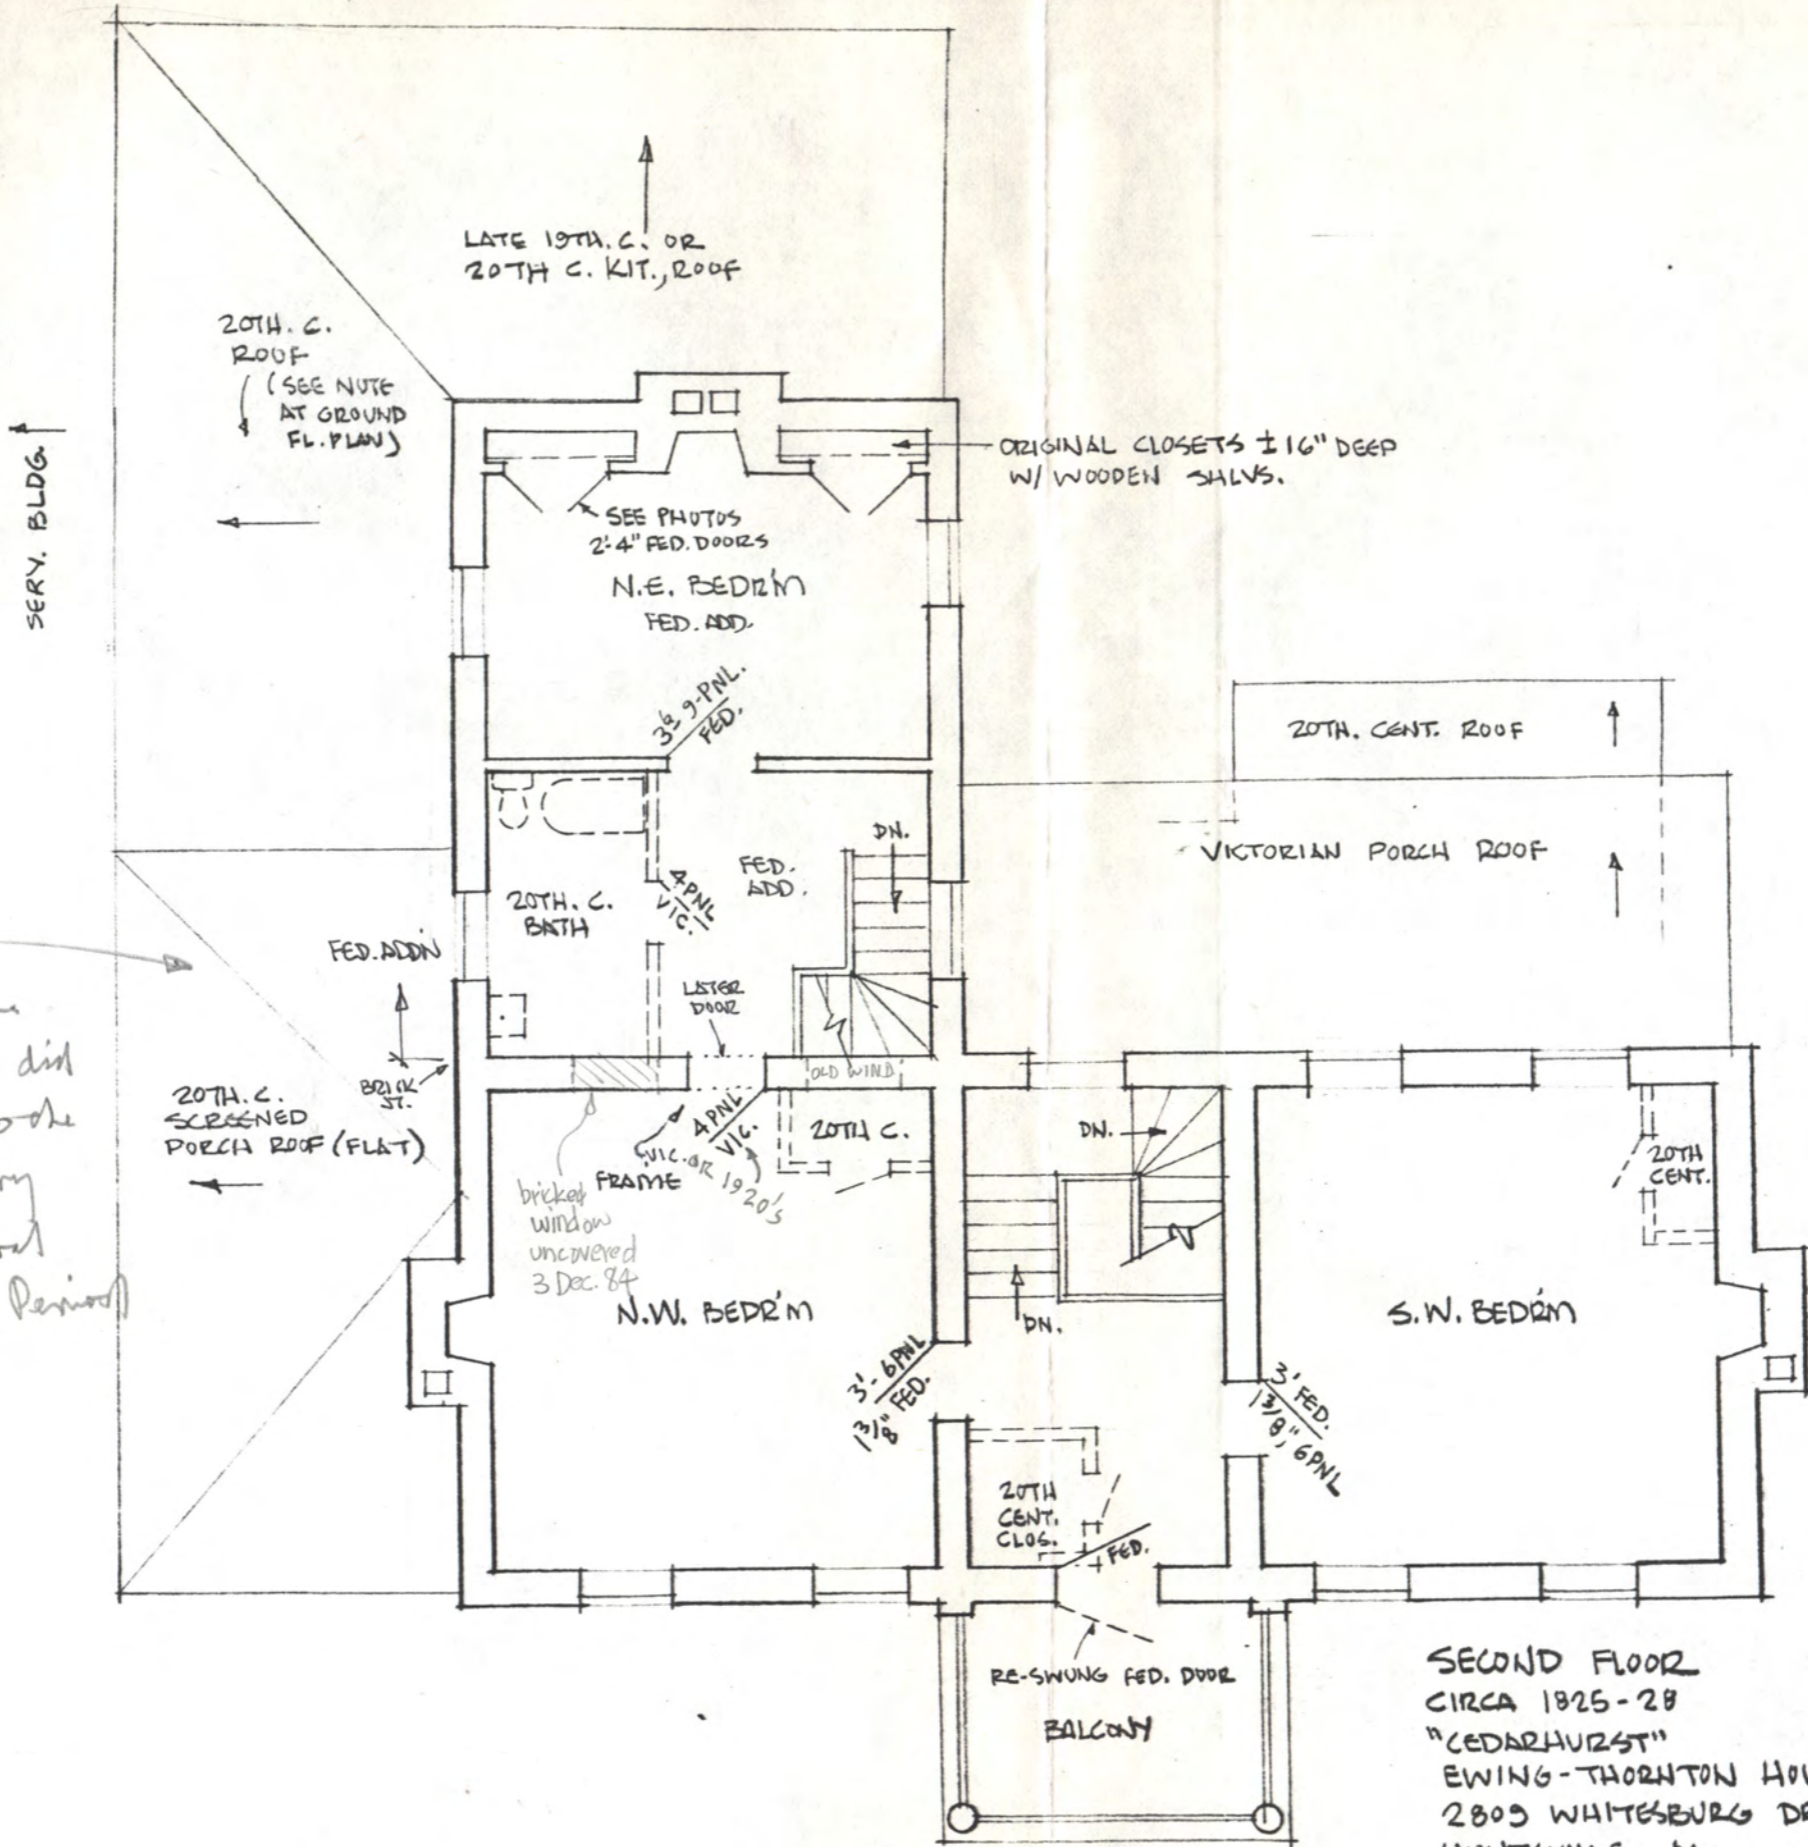 LATE 19TH. C. OR
20TH C. KIT., ROOF
20TH. C.
ROOF
(SEE NOTE
AT GROUND
FL. PLAN)
SERV. BLDG.
ORIGINAL CLOSETS ±16" DEEP
W/ WOODEN SHLVS.
SEE PHOTOS
2'-4" FED. DOORS
N.E. BEDR'M
FED. ADD.
9-PNL.
FED.
20TH. CENT. ROOF
VICTORIAN PORCH ROOF
DN.
FED.
ADD.
4 PNL
VIC.
20TH. C.
BATH
FED. ADD'N
LATER
DOOR
BRICK
JT.
OLD WIND
20TH. C.
SCREENED
PORCH ROOF (FLAT)
did
Period
4 PNL
VIC.
VIC. OR 1920's
FRAME
20TH C.
bricked
window
uncovered
3 Dec. 84
DN.
20TH
CENT.
N.W. BEDR'M
DN.
S.W. BEDR'M
3'-6 PNL
1 3/8" FED.
3' FED.
1 3/8", 6 PNL
20TH
CENT.
CLOS.
FED.
RE-SWUNG FED. DOOR
BALCONY
SECOND FLOOR
CIRCA 1825-28
"CEDARHURST"
EWING-THORNTON
2809 WHITESBURG